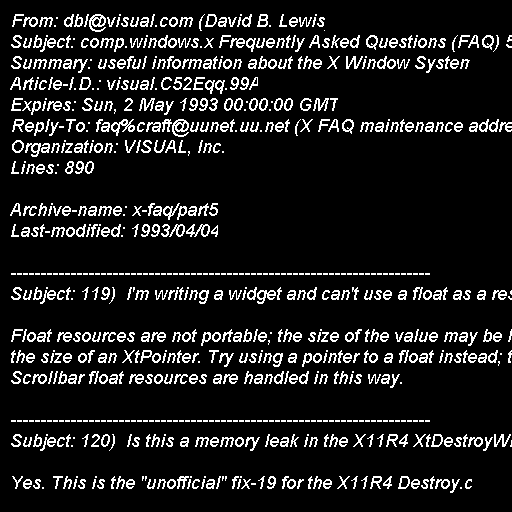 From: dbl@visual.com (David B. Lewis)
Subject: comp.windows.x Frequently Asked Questions (FAQ) 5
Summary: useful information about the X Window System
Article-I.D.: visual.C52Eqq.99A
Expires: Sun, 2 May 1993 00:00:00 GMT
Reply-To: faq%craft@uunet.uu.net (X FAQ maintenance addre
Organization: VISUAL, Inc.
Lines: 890
Archive-name: x-faq/part5
Last-modified: 1993/04/04
----------------------------------------------------------------------
Subject: 119)  I'm writing a widget and can't use a float as a res
Float resources are not portable; the size of the value may be
the size of an XtPointer. Try using a pointer to a float instead;
Scrollbar float resources are handled in this way.
----------------------------------------------------------------------
Subject: 120)  Is this a memory leak in the X11R4 XtDestroyWi
Yes. This is the "unofficial" fix-19 for the X11R4 Destroy.c